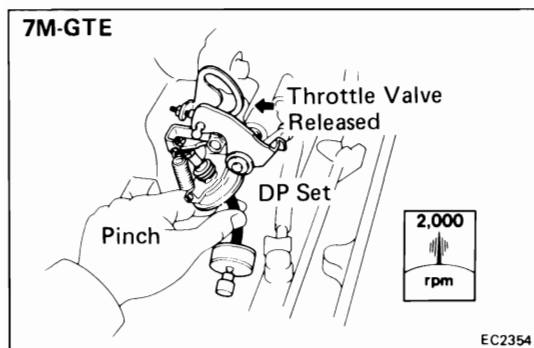 7M-GTE
Throttle Valve
Released
DP Set
Pinch
2,000
rpm
EC2354